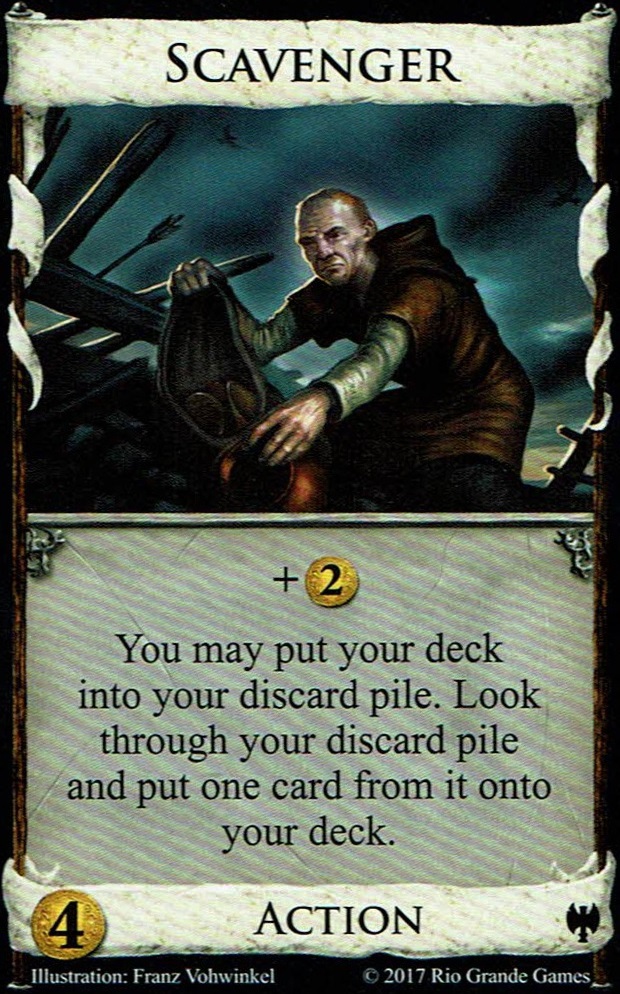 SCAVENGER
+2
You may put your deck
into your discard pile. Look
through your discard pile
and put one card from it onto
your deck.
4 ACTION
Illustration: Franz Vohwinkel © 2017 Rio Grande Games